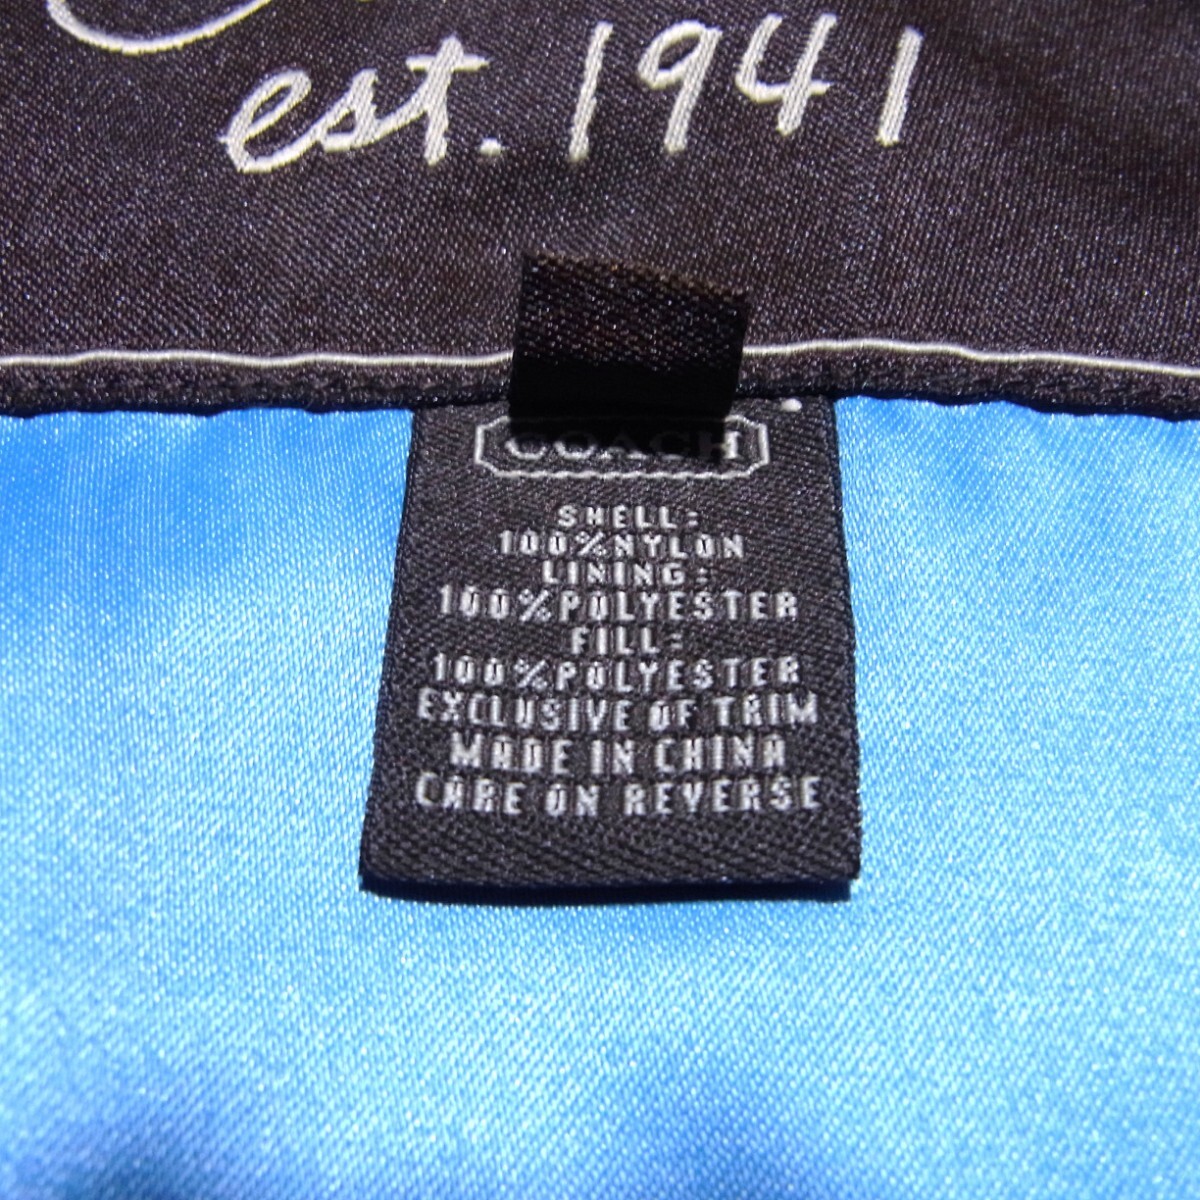 est. 1941
COACH
SHELL:
100%NYLON
LINING:
100%POLYESTER
FILL:
100%POLYESTER
EXCLUSIVE OF TRIM
MADE IN CHINA
CARE ON REVERSE